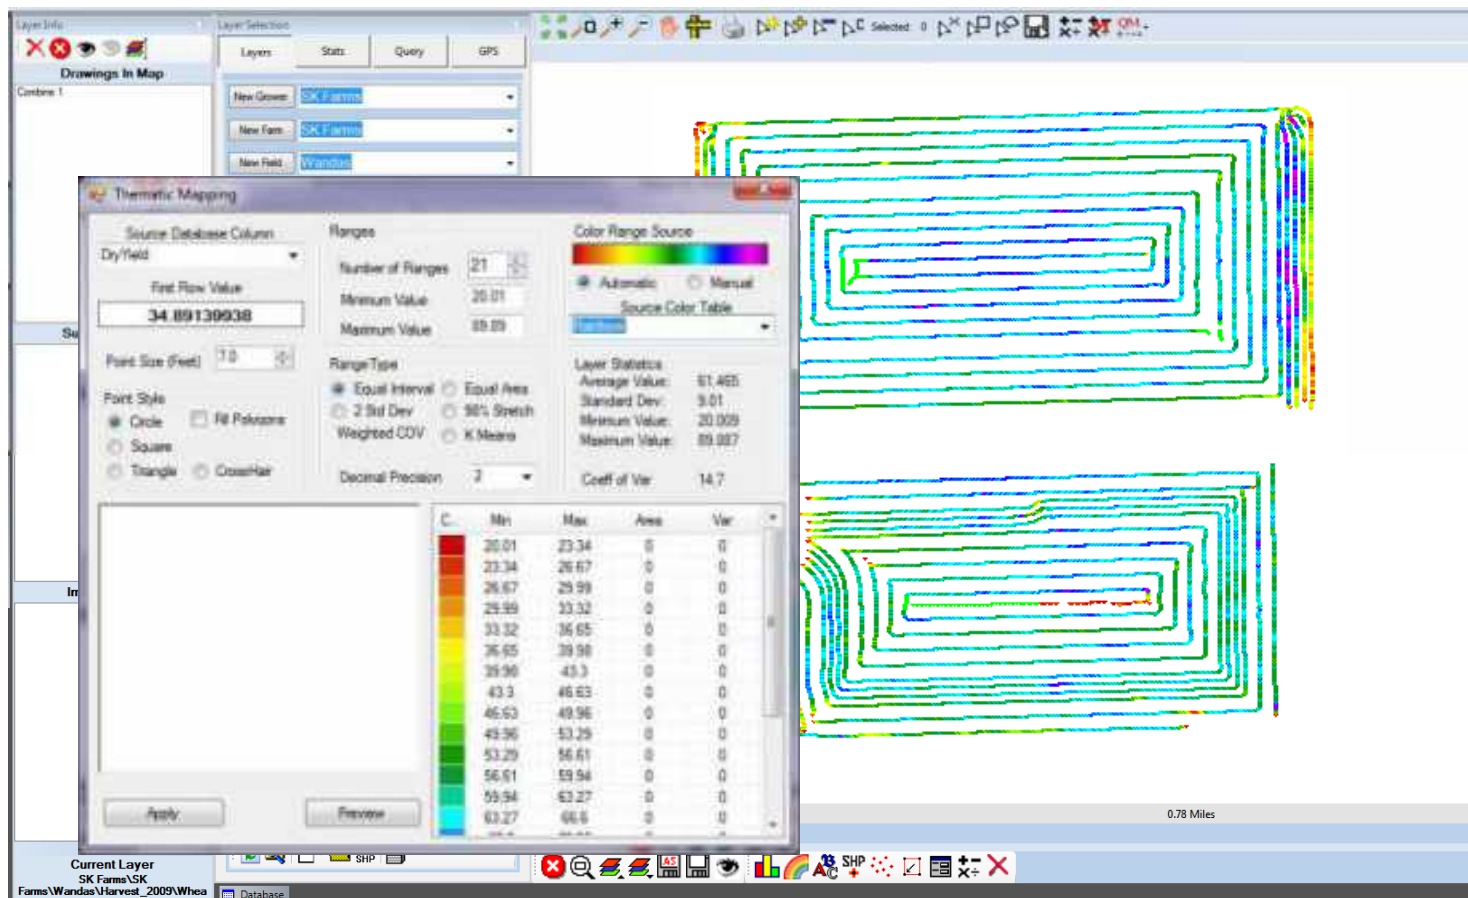 Layer Info
Drawings In Map
Combine 1
Layer Selection
Layers Stats Query GPS
New Grower SK Farms
New Farm SK Farms
New Field Wandas
Selected: 0
Thematic Mapping
Source Database Column
DryYield
First Row Value
34.89139938
Point Size (Feet) 7.0
Point Style
Circle Fill Polygons
Square
Triangle CrossHair
Ranges
Number of Ranges 21
Minimum Value 20.01
Maximum Value 89.89
Range Type
Equal Interval Equal Area
2 Std Dev 98% Stretch
Weighted COV K Means
Decimal Precision 2
Color Range Source
Automatic Manual
Source Color Table
Rainbow
Layer Statistics
Average Value: 61.465
Standard Dev: 9.01
Minimum Value: 20.009
Maximum Value: 89.887
Coeff of Var 14.7
C. Min Max Area Var
20.01 23.34 0 0
23.34 26.67 0 0
26.67 29.99 0 0
29.99 33.32 0 0
33.32 36.65 0 0
36.65 39.98 0 0
39.98 43.3 0 0
43.3 46.63 0 0
46.63 49.96 0 0
49.96 53.29 0 0
53.29 56.61 0 0
56.61 59.94 0 0
59.94 63.27 0 0
63.27 66.6 0 0
Apply Preview
0.78 Miles
SHP
AS
SHP
Current Layer
SK Farms\SK
Farms\Wandas\Harvest_2009\Whea
Database